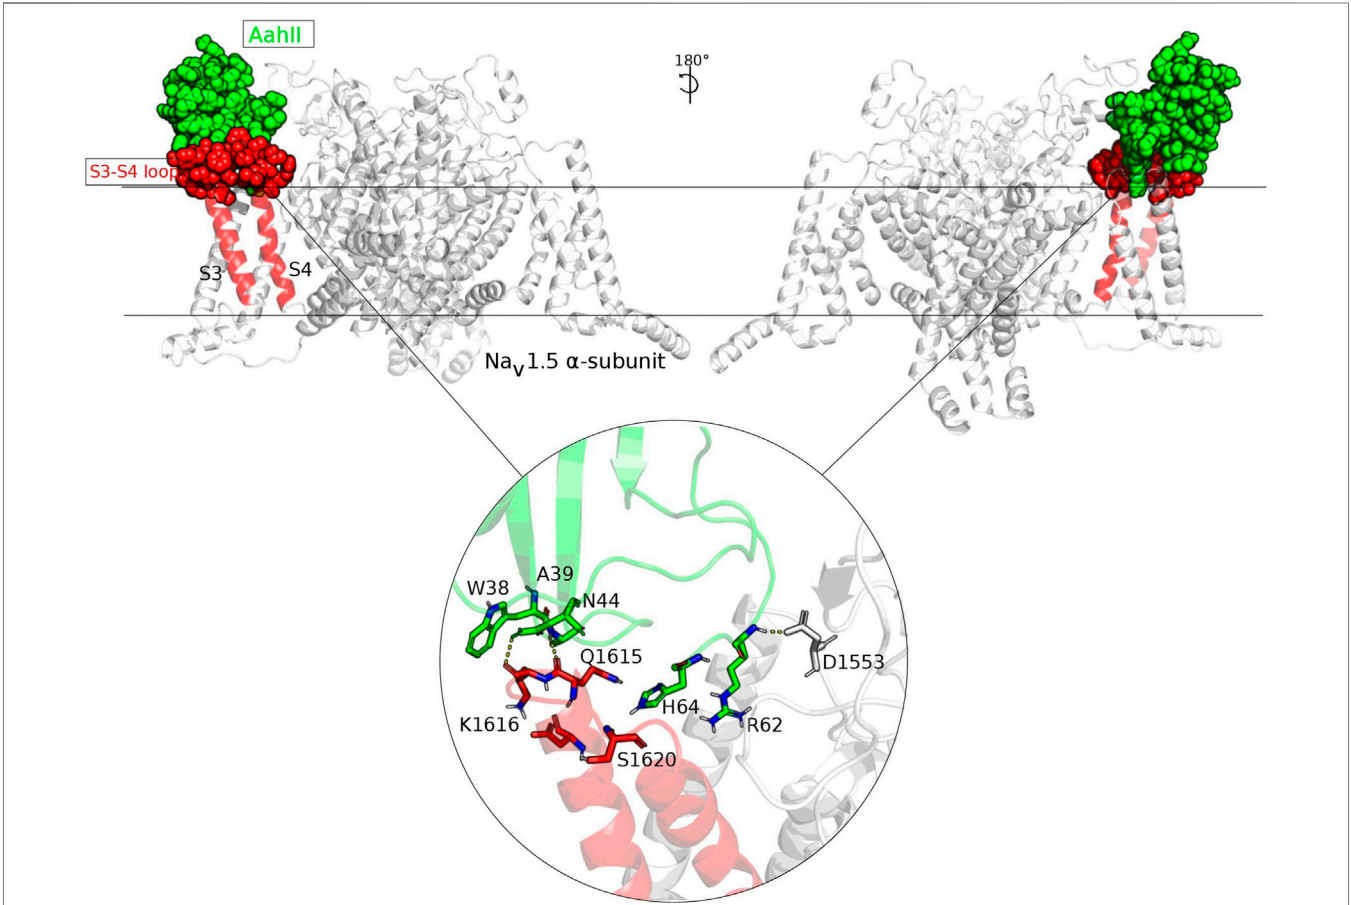 AahII
180°
S3-S4 loop
S3
S4
Nav1.5 α-subunit
A39
W38
N44
Q1615
D1553
H64
K1616
R62
S1620